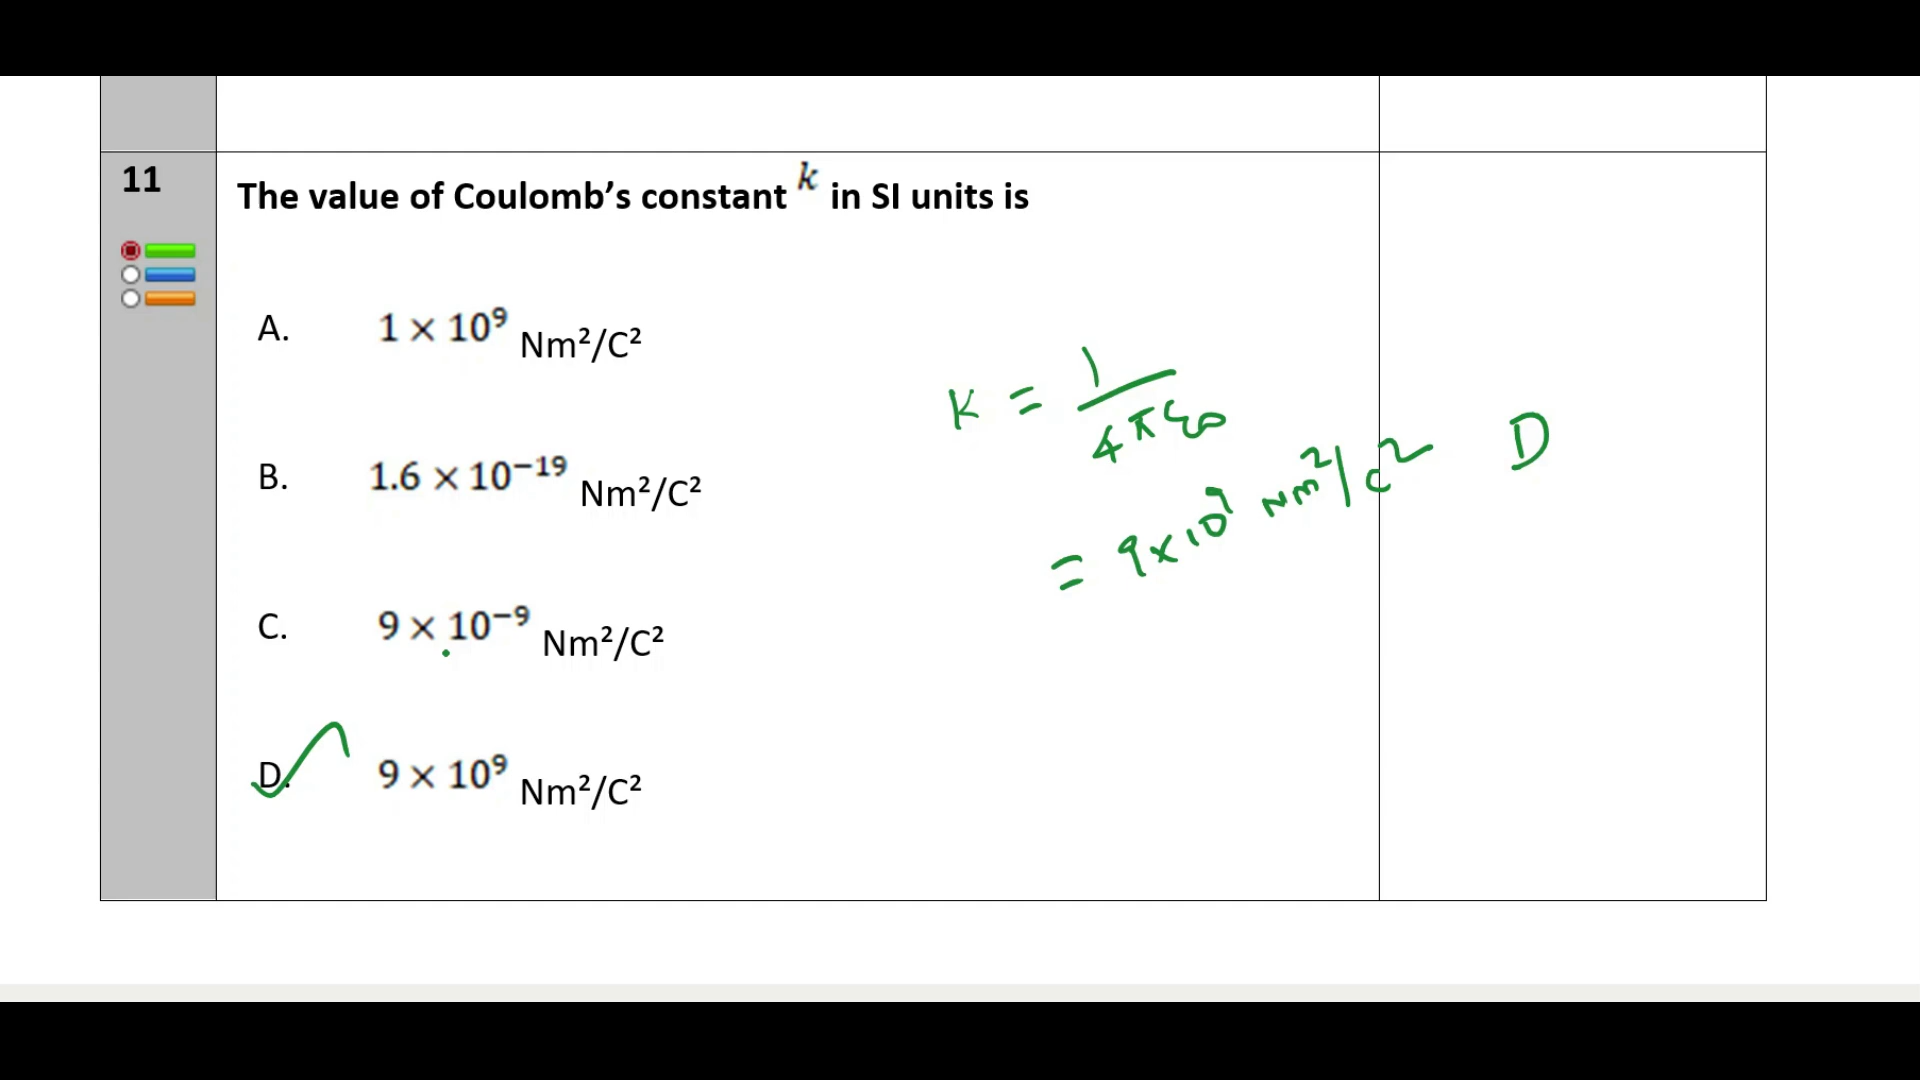 11
The value of Coulomb’s constant k in SI units is
A. 1 × 10⁹ Nm²/C²
B. 1.6 × 10⁻¹⁹ Nm²/C²
C. 9 × 10⁻⁹ Nm²/C²
D. 9 × 10⁹ Nm²/C²
K = 1/4πε₀
= 9×10⁹ Nm²/C² D